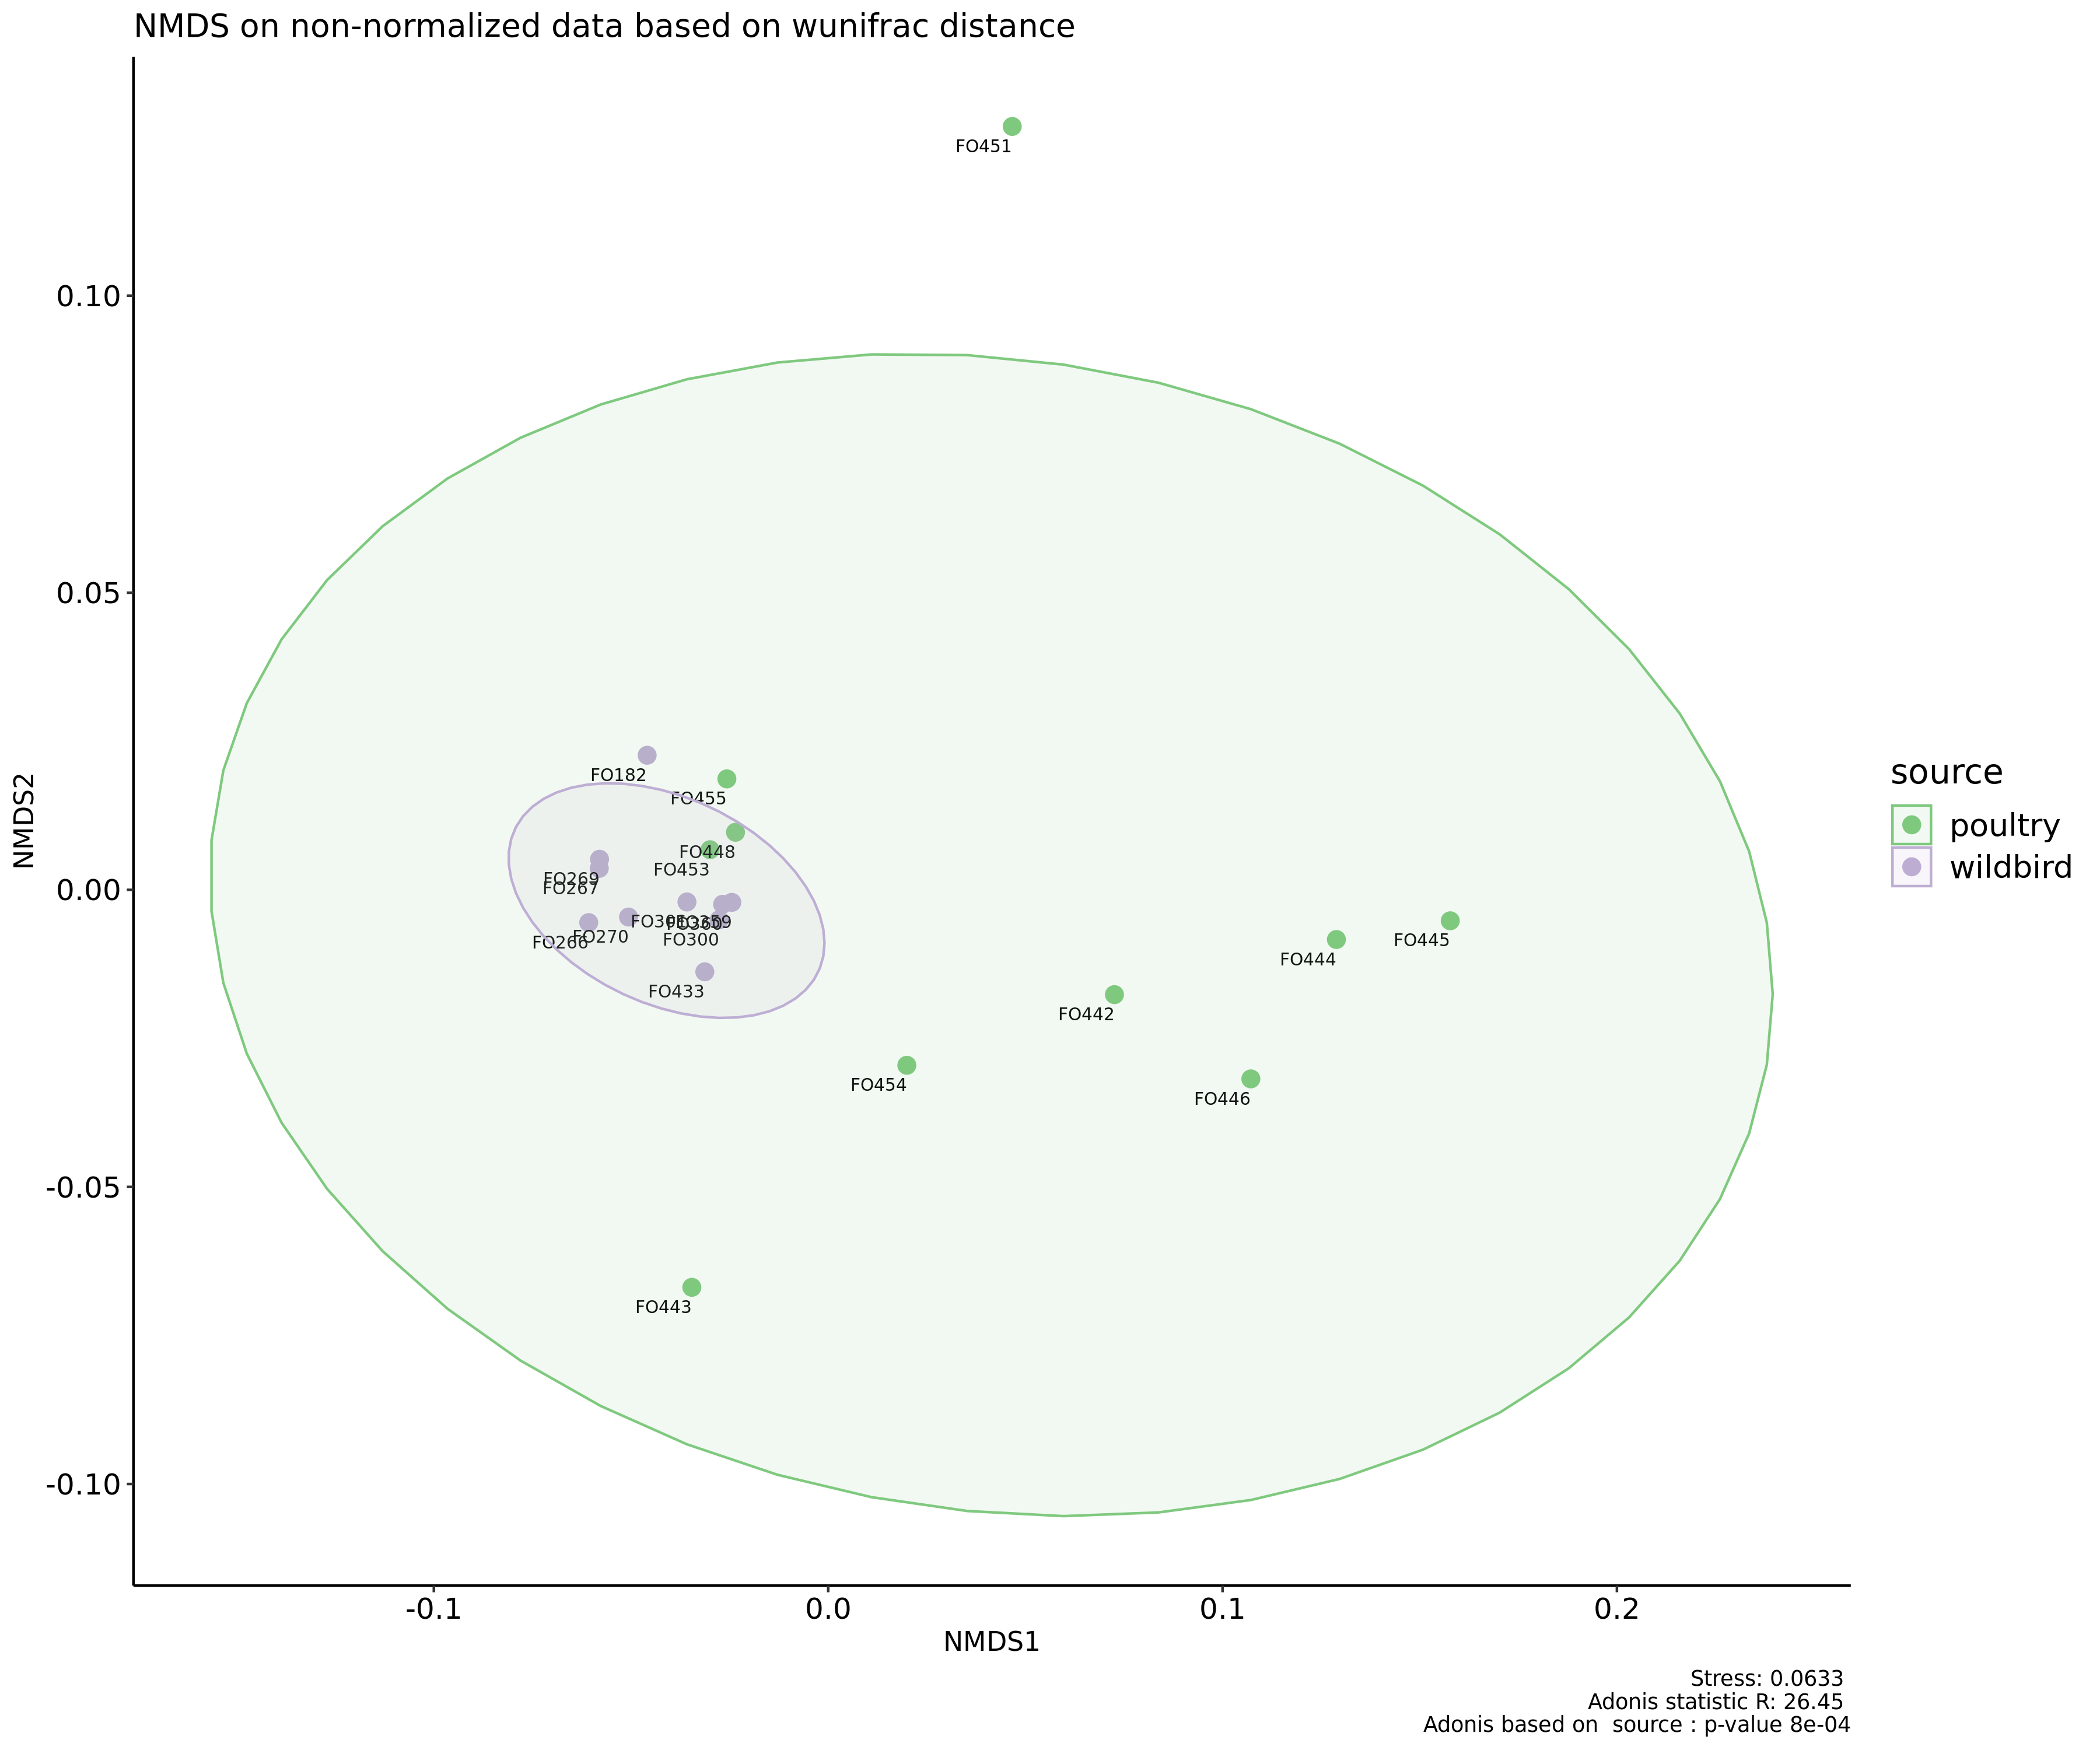 NMDS on non-normalized data based on wunifrac distance
FO451
0.10
0.05
FO182
FO455
FO448
FO453
FO269
FO267
0.00
FO359
FO360
FO270
FO266
FO300
FO433
FO445
FO444
FO442
FO454
FO446
-0.05
FO443
-0.10
-0.1
0.0
0.1
0.2
NMDS1
NMDS2
source
poultry
wildbird
Stress: 0.0633
Adonis statistic R: 26.45
Adonis based on source : p-value 8e-04